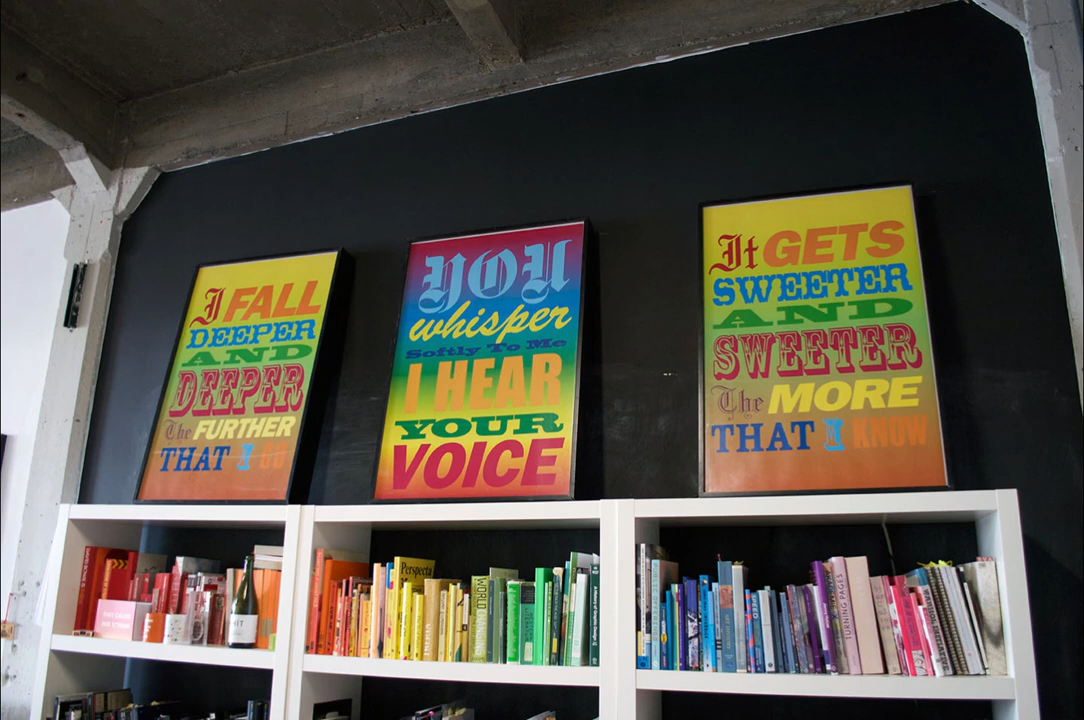 I FALL
DEEPER
AND
DEEPER
The FURTHER
THAT I GO
YOU
whisper
Softly To Me
I HEAR
YOUR
VOICE
It GETS
SWEETER
AND
SWEETER
The MORE
THAT I KNOW
Perspecta
TURNING PAGES